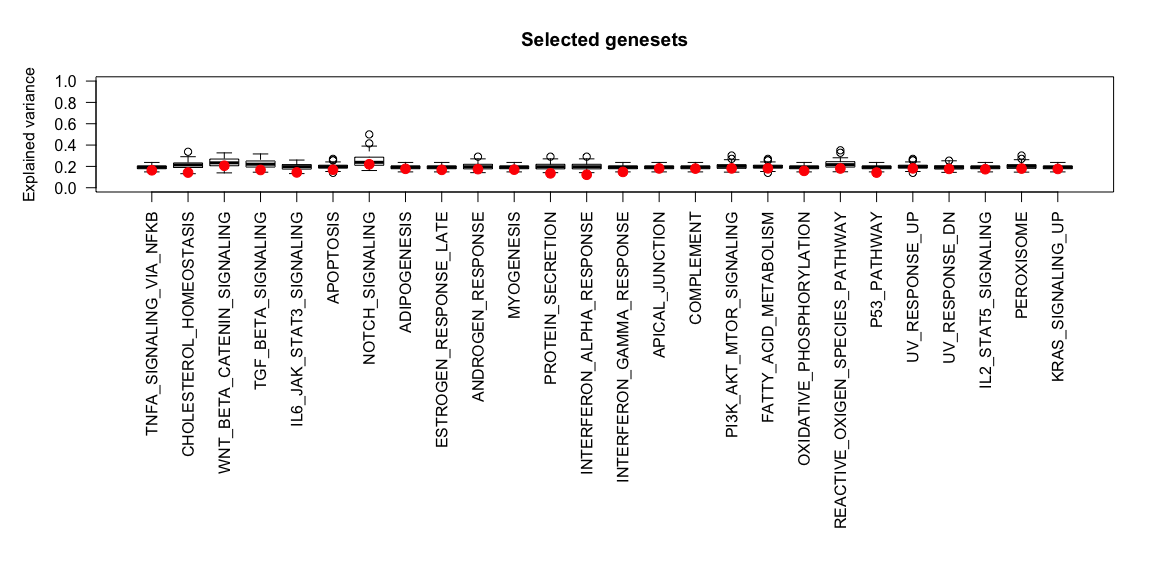 Selected genesets
Explained variance
1.0
0.8
0.6
0.4
0.2
0.0
TNFA_SIGNALING_VIA_NFKB
CHOLESTEROL_HOMEOSTASIS
WNT_BETA_CATENIN_SIGNALING
TGF_BETA_SIGNALING
IL6_JAK_STAT3_SIGNALING
APOPTOSIS
NOTCH_SIGNALING
ADIPOGENESIS
ESTROGEN_RESPONSE_LATE
ANDROGEN_RESPONSE
MYOGENESIS
PROTEIN_SECRETION
INTERFERON_ALPHA_RESPONSE
INTERFERON_GAMMA_RESPONSE
APICAL_JUNCTION
COMPLEMENT
PI3K_AKT_MTOR_SIGNALING
FATTY_ACID_METABOLISM
OXIDATIVE_PHOSPHORYLATION
REACTIVE_OXIGEN_SPECIES_PATHWAY
P53_PATHWAY
UV_RESPONSE_UP
UV_RESPONSE_DN
IL2_STAT5_SIGNALING
PEROXISOME
KRAS_SIGNALING_UP